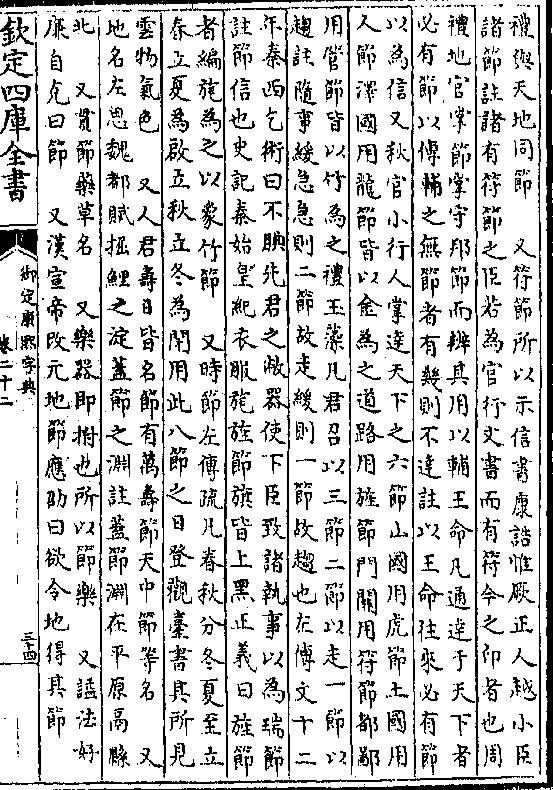 禮與天地同節　又符節所以示信書康誥惟厥正人越小臣
諸節註諸有符節之臣若為官行文書而有符令之印者也周
禮地官掌節掌守邦節而辨其用以輔王命凡通達于天下者
必有節以傳輔之無節者有幾則不達註以王命往來必有節
以為信又秋官小行人掌達天下之六節山國用虎節土國用
人節澤國用龍節皆以金為之道路用旌節門關用符節都鄙
用管節皆以竹為之禮玉藻凡君召以三節二節以走一節以
趨註隨事緩急急則二節故走緩則一節故趨也左傳文十二
年秦西乞術曰不腆先君之敝器使下臣致諸執事以為瑞節
註節信也史記秦始皇紀衣服旄旌節旗皆上黑正義曰旌節
者編旄為之以象竹節　又時節左傳疏凡春秋分冬夏至立
春立夏為啟立秋立冬為閉用此八節之日登觀臺書其所見
雲物氣色　又人君壽日皆名節有萬壽節天中節等名　又
地名左思魏都賦掘鯉之淀蓋節之淵註蓋節淵在平原鬲縣
北　又貫節藥草名　又樂器即拊也所以節樂　又諡法好
廉自克曰節　又漢宣帝改元地節應劭曰欲令地得其節
欽定四庫全書
御定康熙字典
卷二十二
三十四